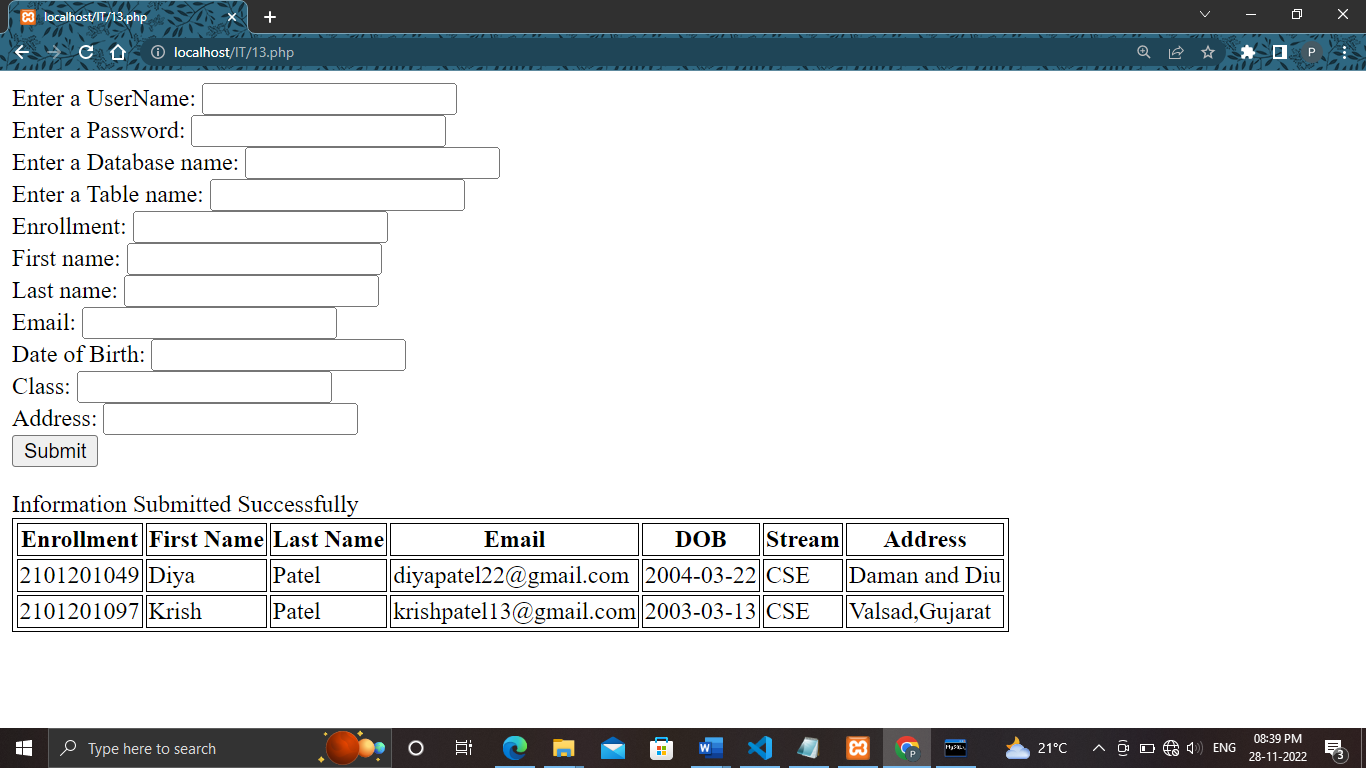 localhost/IT/13.php
localhost/IT/13.php
P
Enter a UserName:
Enter a Password:
Enter a Database name:
Enter a Table name:
Enrollment:
First name:
Last name:
Email:
Date of Birth:
Class:
Address:
Submit
Information Submitted Successfully
Enrollment First Name Last Name Email DOB Stream Address
2101201049 Diya Patel diyapatel22@gmail.com 2004-03-22 CSE Daman and Diu
2101201097 Krish Patel krishpatel13@gmail.com 2003-03-13 CSE Valsad,Gujarat
Type here to search
21°C
ENG
08:39 PM
28-11-2022
3